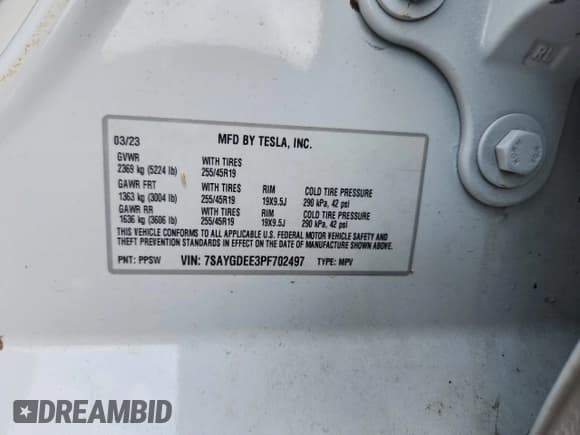 RL
03/23 MFD BY TESLA, INC.
GVWR WITH TIRES
2369 kg (5224 lb) 255/45R19
GAWR FRT WITH TIRES RIM COLD TIRE PRESSURE
1363 kg (3004 lb) 255/45R19 19X9.5J 290 kPa, 42 psi
GAWR RR WITH TIRES RIM COLD TIRE PRESSURE
1636 kg (3606 lb) 255/45R19 19X9.5J 290 kPa, 42 psi
THIS VEHICLE CONFORMS TO ALL APPLICABLE U.S. FEDERAL MOTOR VEHICLE SAFETY AND
THEFT PREVENTION SAFETY STANDARDS IN EFFECT ON THE DATE OF MANUFACTURE SHOWN ABOVE.
PNT: PPSW VIN: 7SAYGDEE3PF702497 TYPE: MPV
DREAMBID